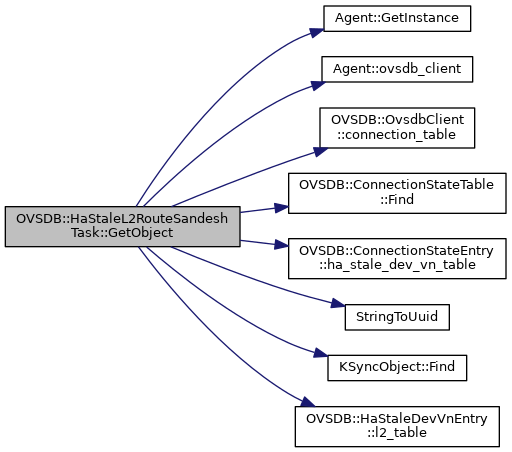 Agent::GetInstance
Agent::ovsdb_client
OVSDB::OvsdbClient
::connection_table
OVSDB::ConnectionStateTable
::Find
OVSDB::HaStaleL2RouteSandesh
Task::GetObject
OVSDB::ConnectionStateEntry
::ha_stale_dev_vn_table
StringToUuid
KSyncObject::Find
OVSDB::HaStaleDevVnEntry
::l2_table